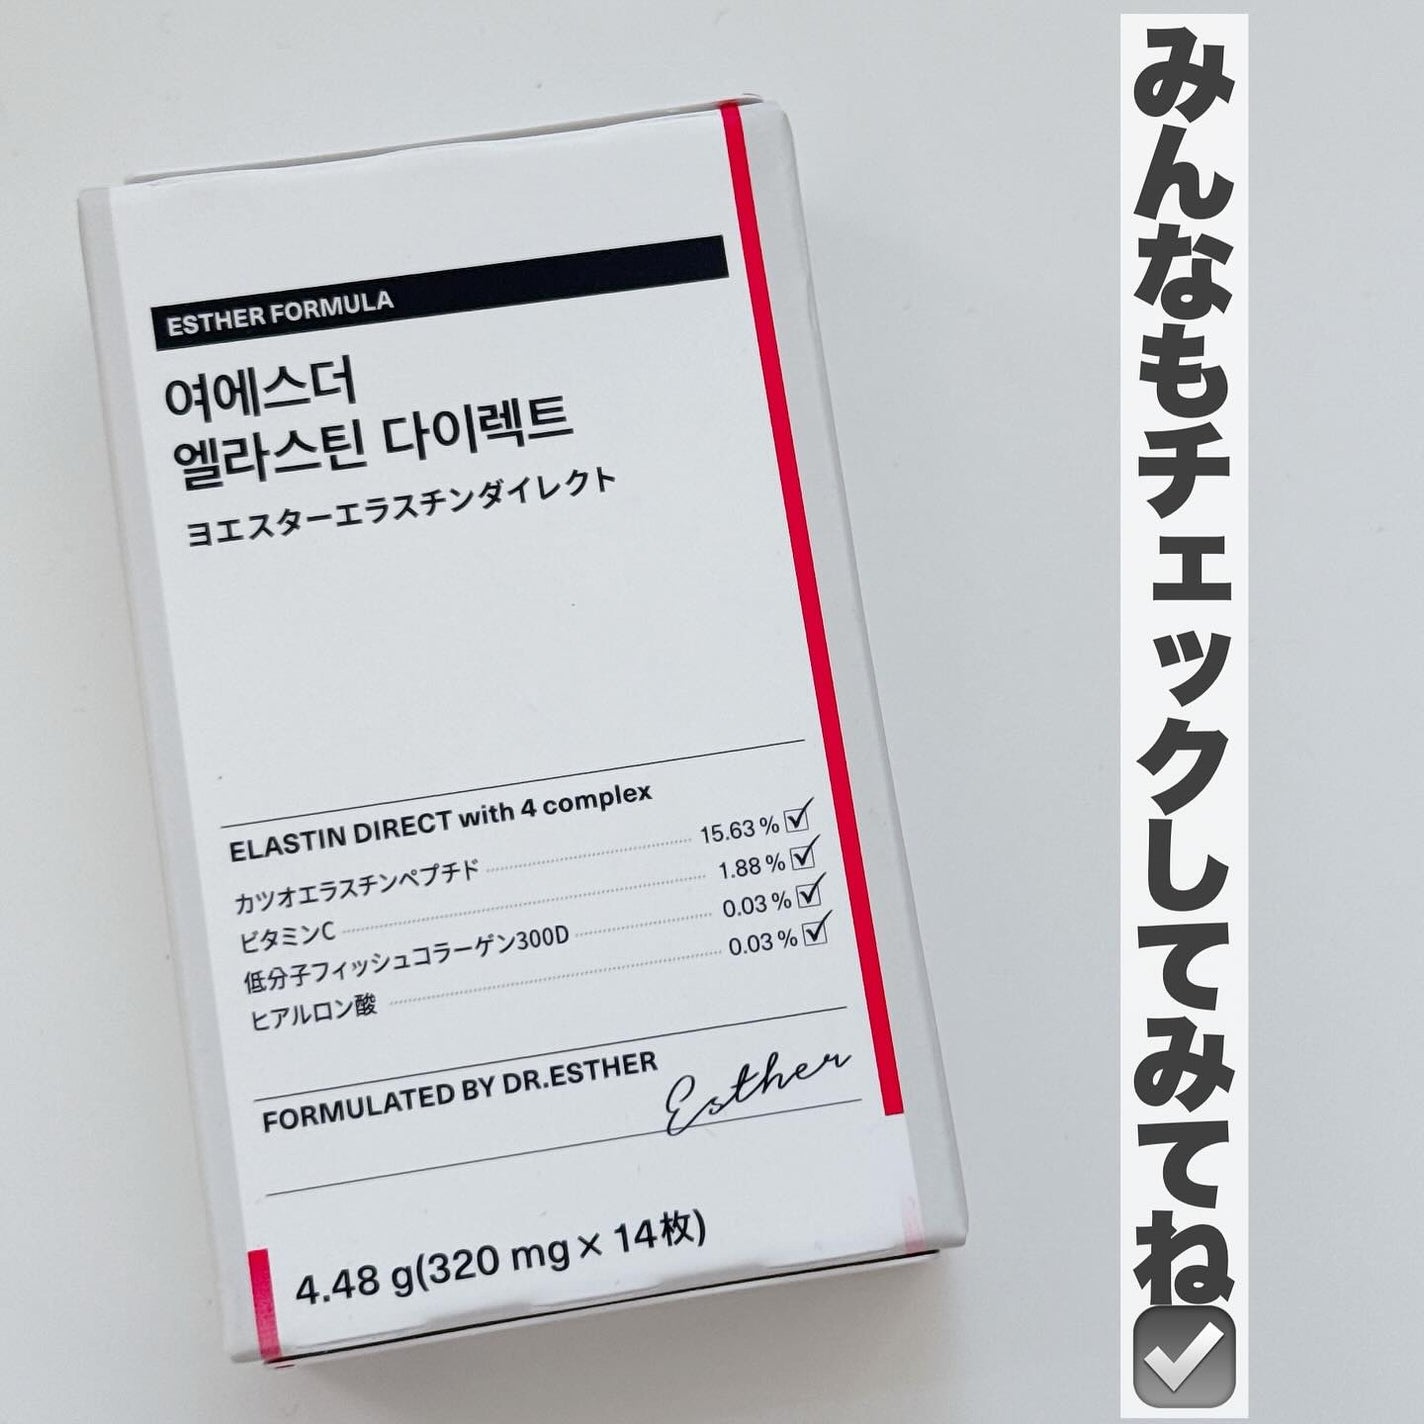 ESTHER FORMULA
여에스더
엘라스틴 다이렉트
ヨエスターエラスチンダイレクト
ELASTIN DIRECT with 4 complex
カツオエラスチンペプチド 15.63 %
ビタミンC 1.88 %
低分子フィッシュコラーゲン300D 0.03 %
ヒアルロン酸 0.03 %
FORMULATED BY DR.ESTHER
Esther
4.48 g(320 mg × 14枚)
みんなもチェックしてみてね